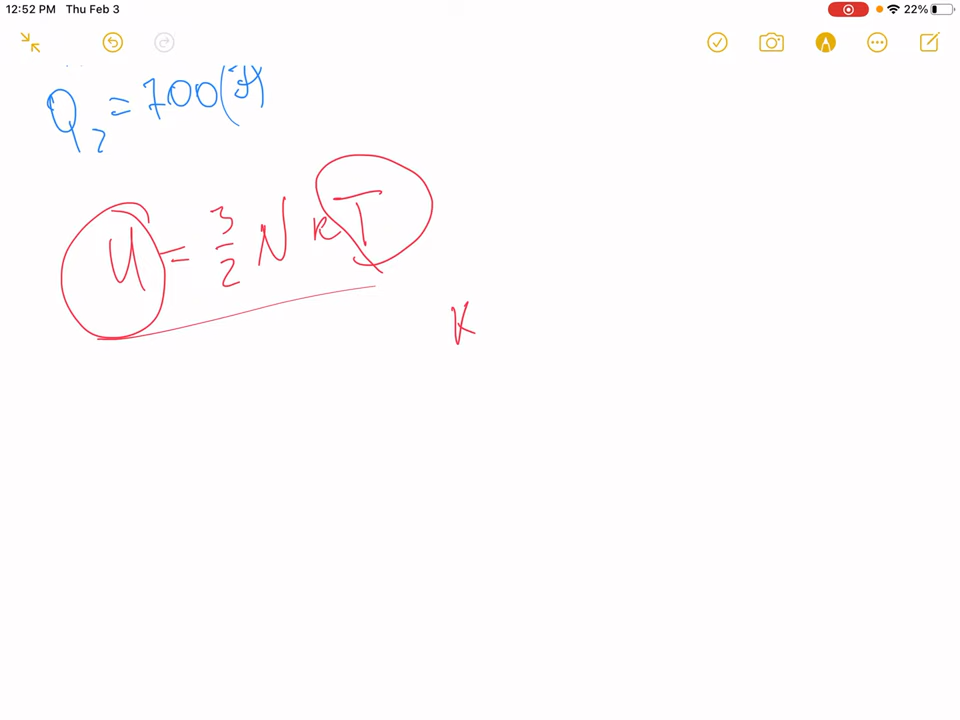 12:52 PM Thu Feb 3
22%
Q₂ = 700(J)
U = 3/2 N k T
K